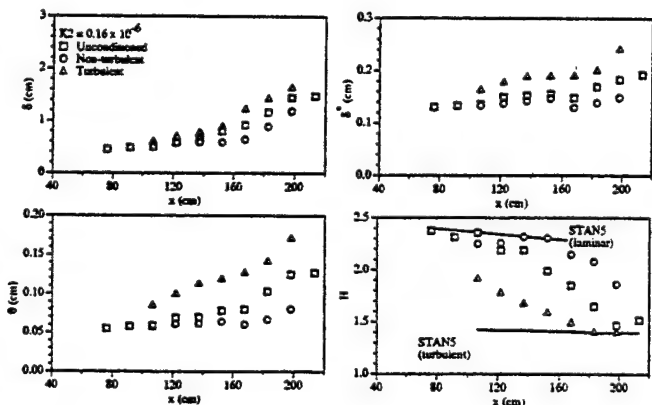 K2 = 0.16 x 10^-6
□ Unconditioned
○ Non-turbulent
△ Turbulent
δ (cm)
3
2
1
0
40 80 120 160 200
x (cm)
δ* (cm)
0.3
0.2
0.1
0.0
40 80 120 160 200
x (cm)
θ (cm)
0.20
0.15
0.10
0.05
0.00
40 80 120 160 200
x (cm)
H
2.5
2.0
1.5
1.0
STAN5
(laminar)
STAN5
(turbulent)
40 80 120 160 200
x (cm)